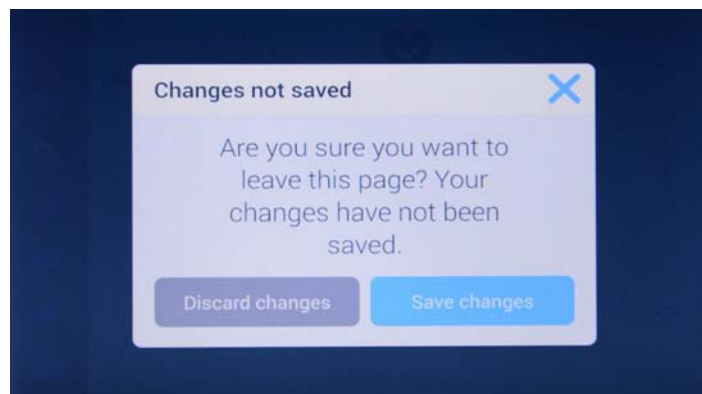 Changes not saved
Are you sure you want to
leave this page? Your
changes have not been
saved.
Discard changes
Save changes